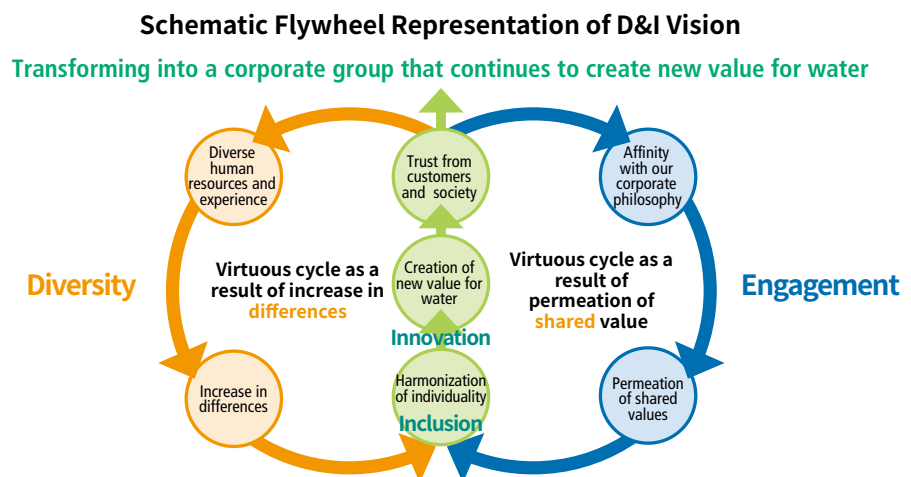 Schematic Flywheel Representation of D&I Vision
Transforming into a corporate group that continues to create new value for water
Diverse
human
resources and
experience
Trust from
customers
and society
Affinity
with our
corporate
philosophy
Diversity
Virtuous cycle as a
result of increase in
differences
Creation of
new value for
water
Virtuous cycle as a
result of
permeation of
shared value
Engagement
Innovation
Increase in
differences
Harmonization
of individuality
Inclusion
Permeation
of shared
values